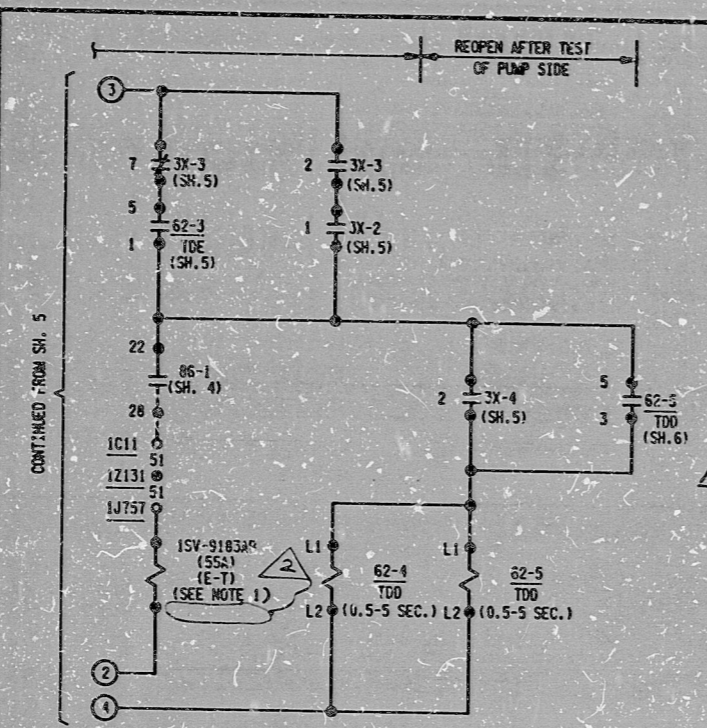 REOPEN AFTER TEST
OF PUMP SIDE
3
7 3X-3
(SH.5)
2 3X-3
(SH.5)
5
62-3
TDE
(SH.5)
1
1 3X-2
(SH.5)
CONTINUED FROM SH. 5
22
86-1
(SH. 4)
28
1C11
51
1Z131
51
1J757
2 3X-4
(SH.5)
5
62-5
3
TDD
(SH.6)
(55A)
(E-T)
(SEE NOTE 1)
2
L1
62-4
TDD
L2 (0.5-5 SEC.)
L1
62-5
TDD
L2 (0.5-5 SEC.)
2
4